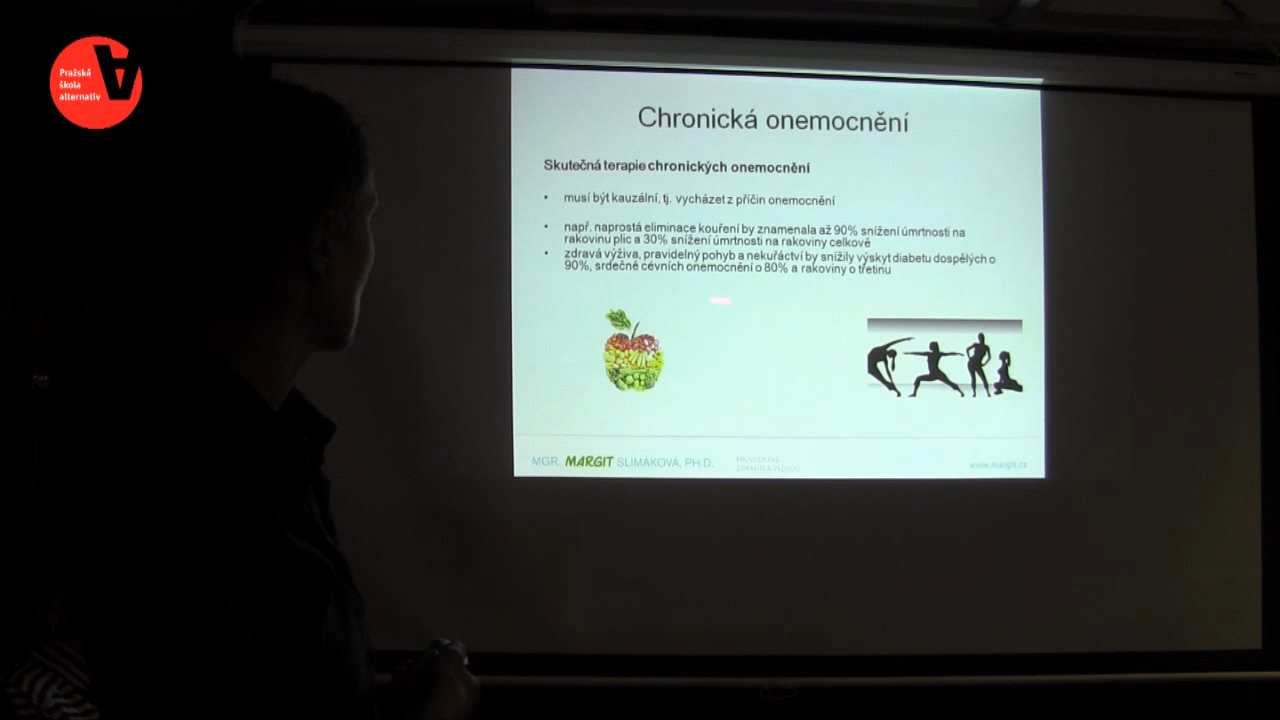 Pražská
škola
alternativ
Chronická onemocnění
Skutečná terapie chronických onemocnění
• musí být kauzální, tj. vycházet z příčin onemocnění
• např. naprostá eliminace kouření by znamenala až 90% snížení úmrtnosti na
rakovinu plic a 30% snížení úmrtnosti na rakoviny celkově
• zdravá výživa, pravidelný pohyb a nekuřáctví by snížily výskyt diabetu dospělých o
90%, srdečně cévních onemocnění o 80% a rakoviny o třetinu
MGR. MARGIT SLIMÁKOVÁ, PH.D.
www.margit.cz